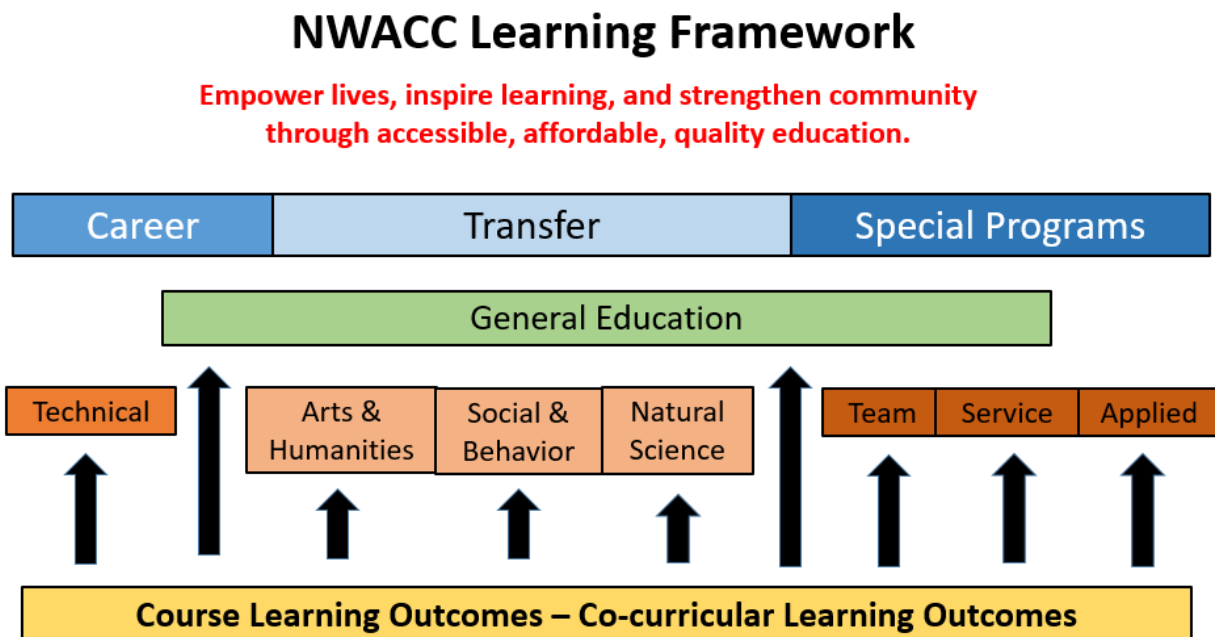 NWACC Learning Framework
Empower lives, inspire learning, and strengthen community
through accessible, affordable, quality education.
Career
Transfer
Special Programs
General Education
Technical
Arts &
Humanities
Social &
Behavior
Natural
Science
Team
Service
Applied
Course Learning Outcomes – Co-curricular Learning Outcomes